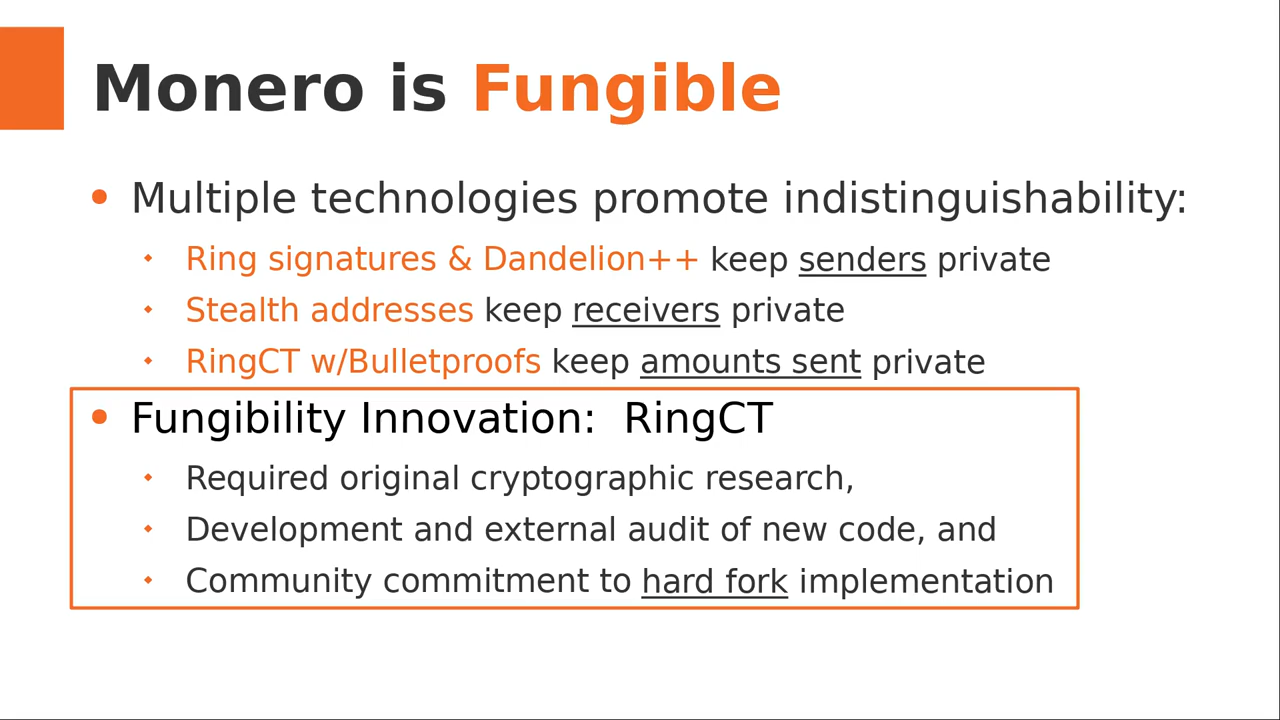 Monero is Fungible
Multiple technologies promote indistinguishability:
Ring signatures & Dandelion++ keep senders private
Stealth addresses keep receivers private
RingCT w/Bulletproofs keep amounts sent private
Fungibility Innovation:  RingCT
Required original cryptographic research,
Development and external audit of new code, and
Community commitment to hard fork implementation